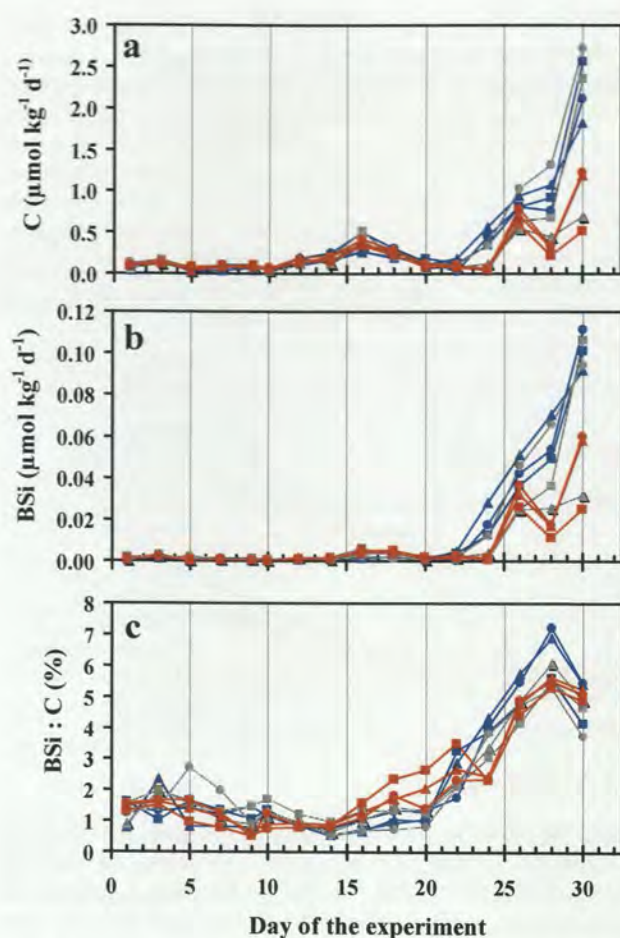 a
C (μmol kg⁻¹ d⁻¹)
3.0
2.5
2.0
1.5
1.0
0.5
0.0
b
BSi (μmol kg⁻¹ d⁻¹)
0.12
0.10
0.08
0.06
0.04
0.02
0.00
c
BSi : C (%)
8
7
6
5
4
3
2
1
0
0 5 10 15 20 25 30
Day of the experiment